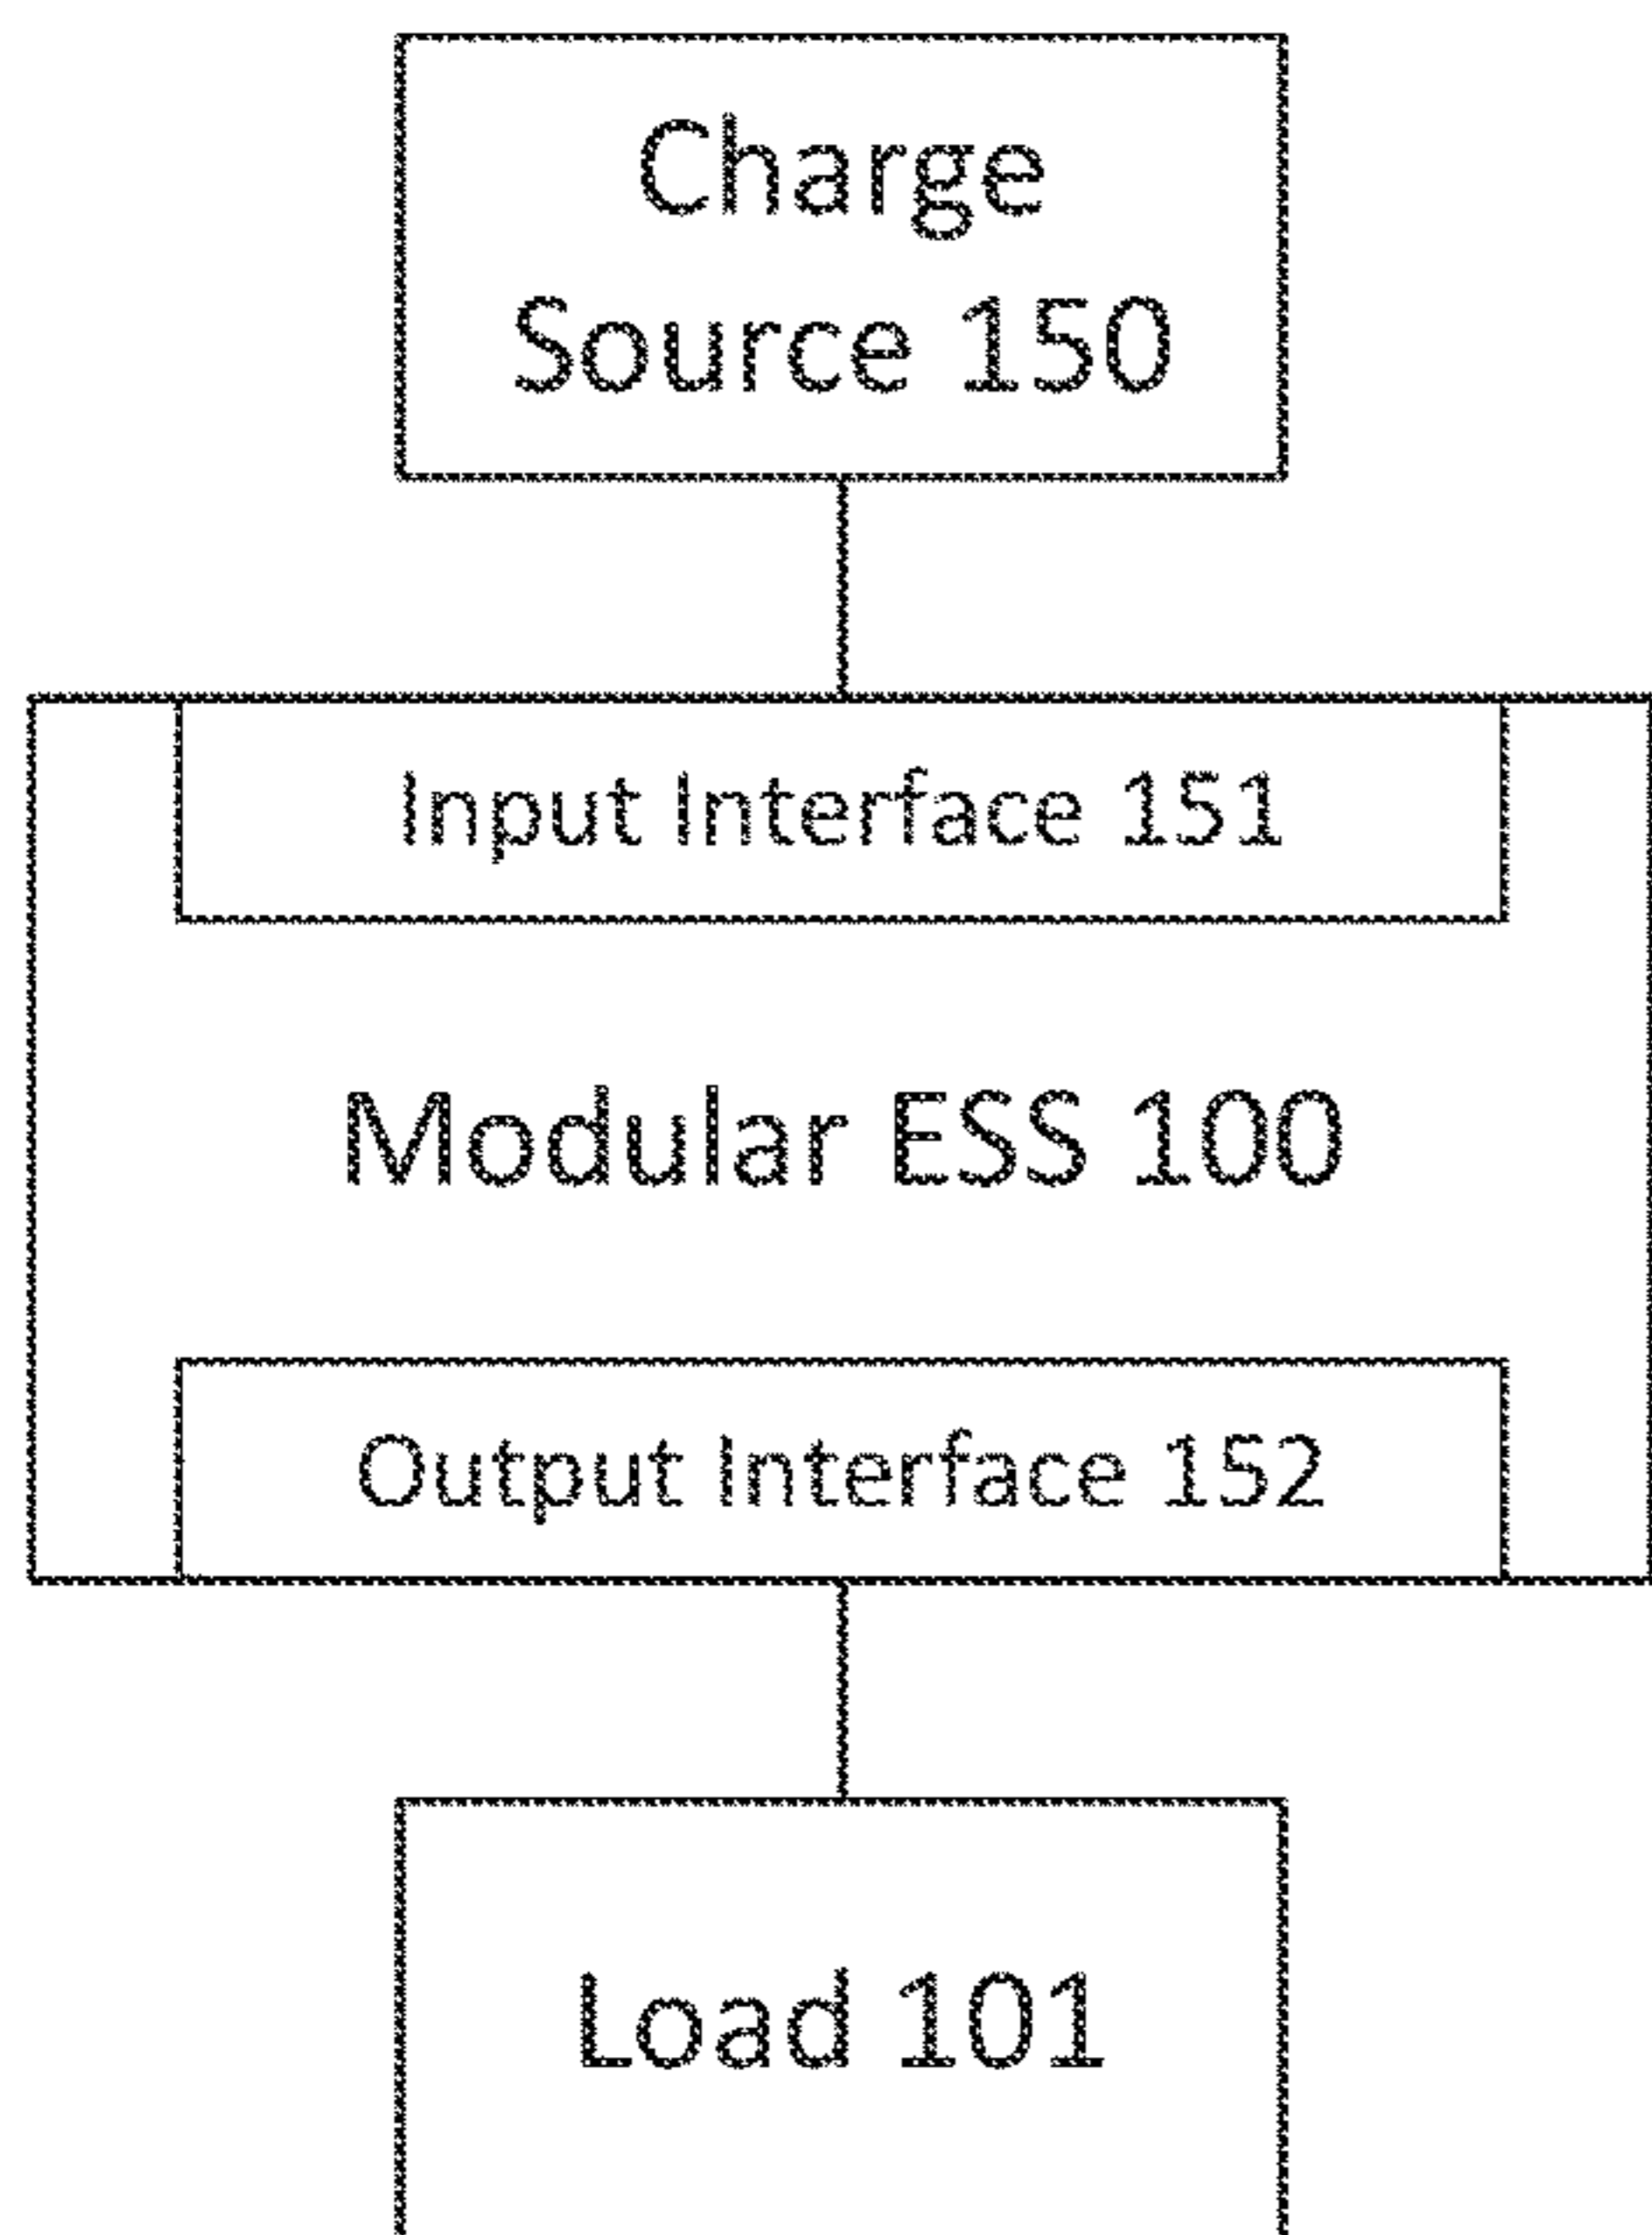 Charge
Source 150
Input Interface 151
Modular ESS 100
Output Interface 152
Load 101